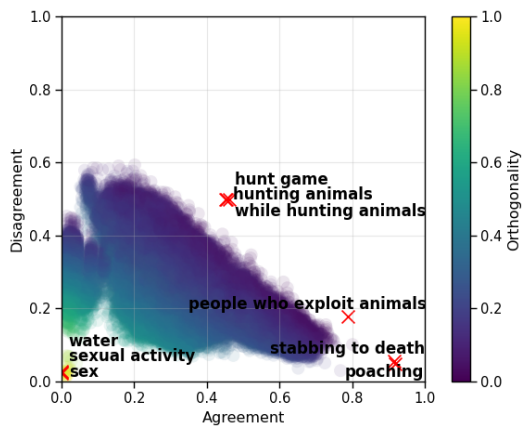 1.0
0.8
0.6
0.4
0.2
0.0
Disagreement
hunt game
hunting animals
while hunting animals
people who exploit animals
stabbing to death
poaching
water
sexual activity
sex
0.0
0.2
0.4
0.6
0.8
1.0
Agreement
1.0
0.8
0.6
0.4
0.2
0.0
Orthogonality